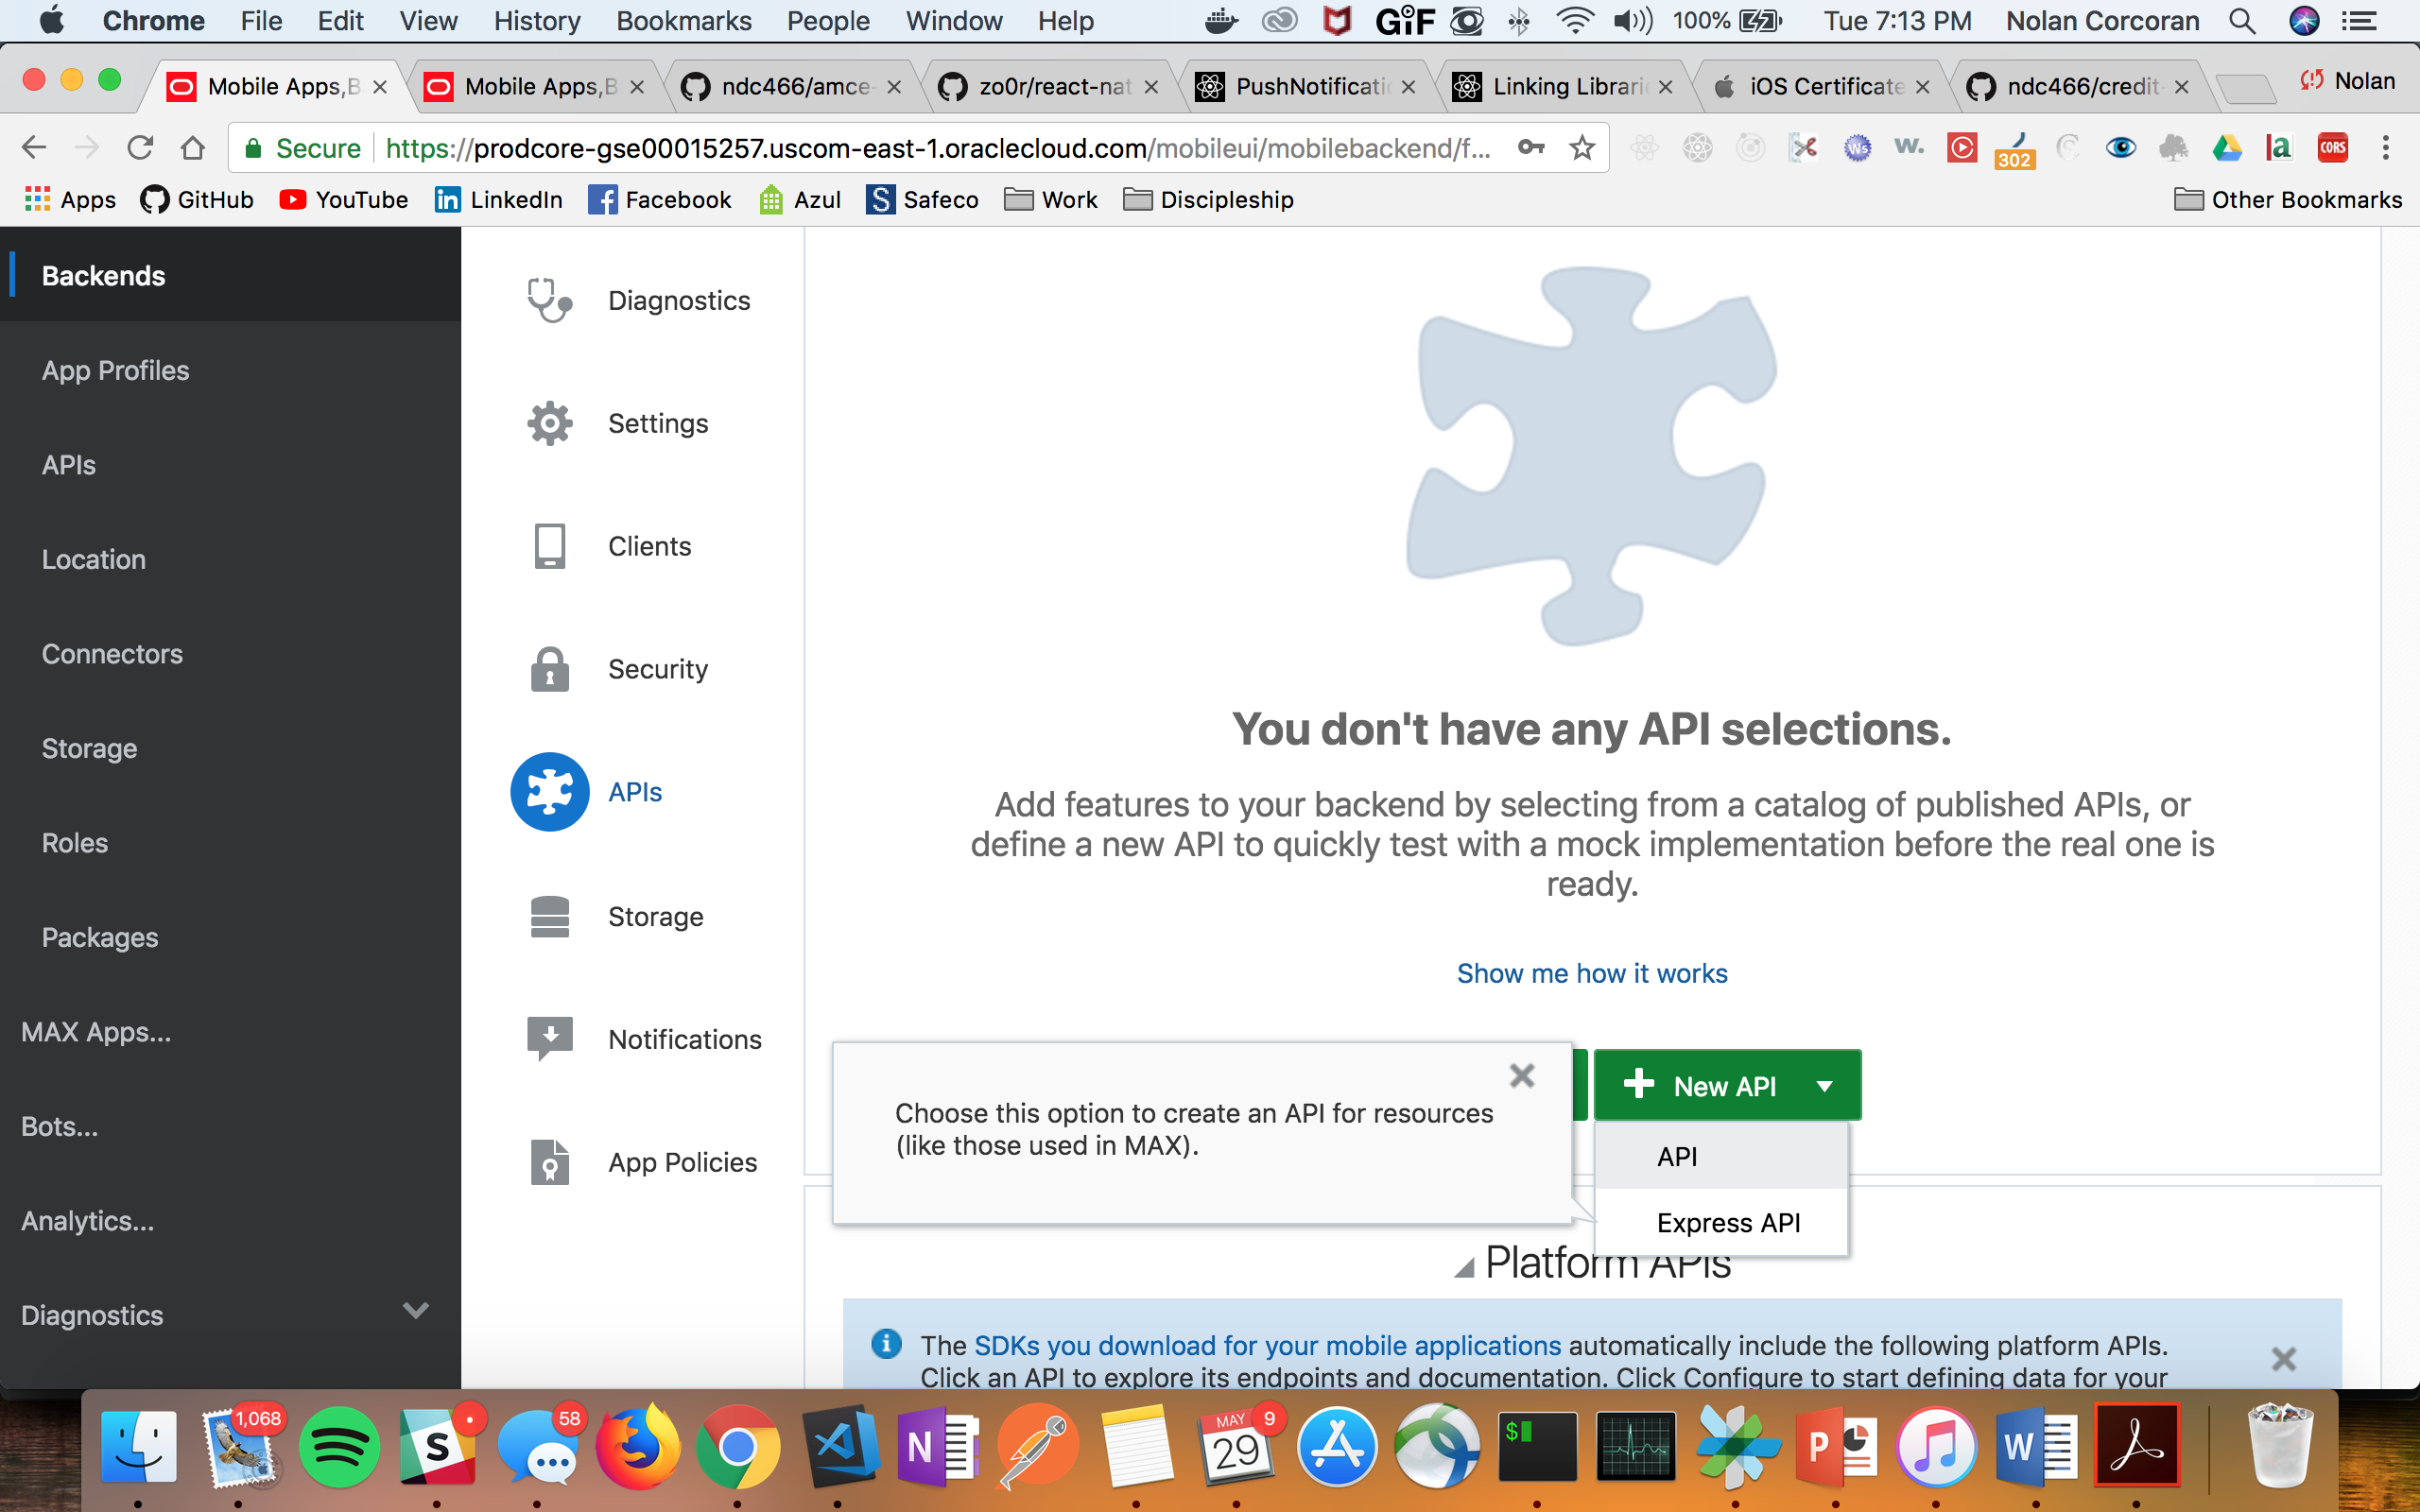 Chrome File Edit View History Bookmarks People Window Help GIF 100% Tue 7:13 PM Nolan Corcoran
Mobile Apps,B Mobile Apps,B ndc466/amce- zo0r/react-nat PushNotificati Linking Librari iOS Certificate ndc466/credit- Nolan
Secure https://prodcore-gse00015257.uscom-east-1.oraclecloud.com/mobileui/mobilebackend/f... Ws w. 302 la CORS
Apps GitHub YouTube in LinkedIn Facebook Azul S Safeco Work Discipleship Other Bookmarks
Backends
App Profiles
APIs
Location
Connectors
Storage
Roles
Packages
MAX Apps...
Bots...
Analytics...
Diagnostics
Diagnostics
Settings
Clients
Security
APIs
Storage
Notifications
App Policies
You don't have any API selections.
Add features to your backend by selecting from a catalog of published APIs, or
define a new API to quickly test with a mock implementation before the real one is
ready.
Show me how it works
Choose this option to create an API for resources
(like those used in MAX).
New API
API
Express API
Platform APIs
The SDKs you download for your mobile applications automatically include the following platform APIs.
Click an API to explore its endpoints and documentation. Click Configure to start defining data for your
1,068 S 58 N MAY 29 9 $ P W